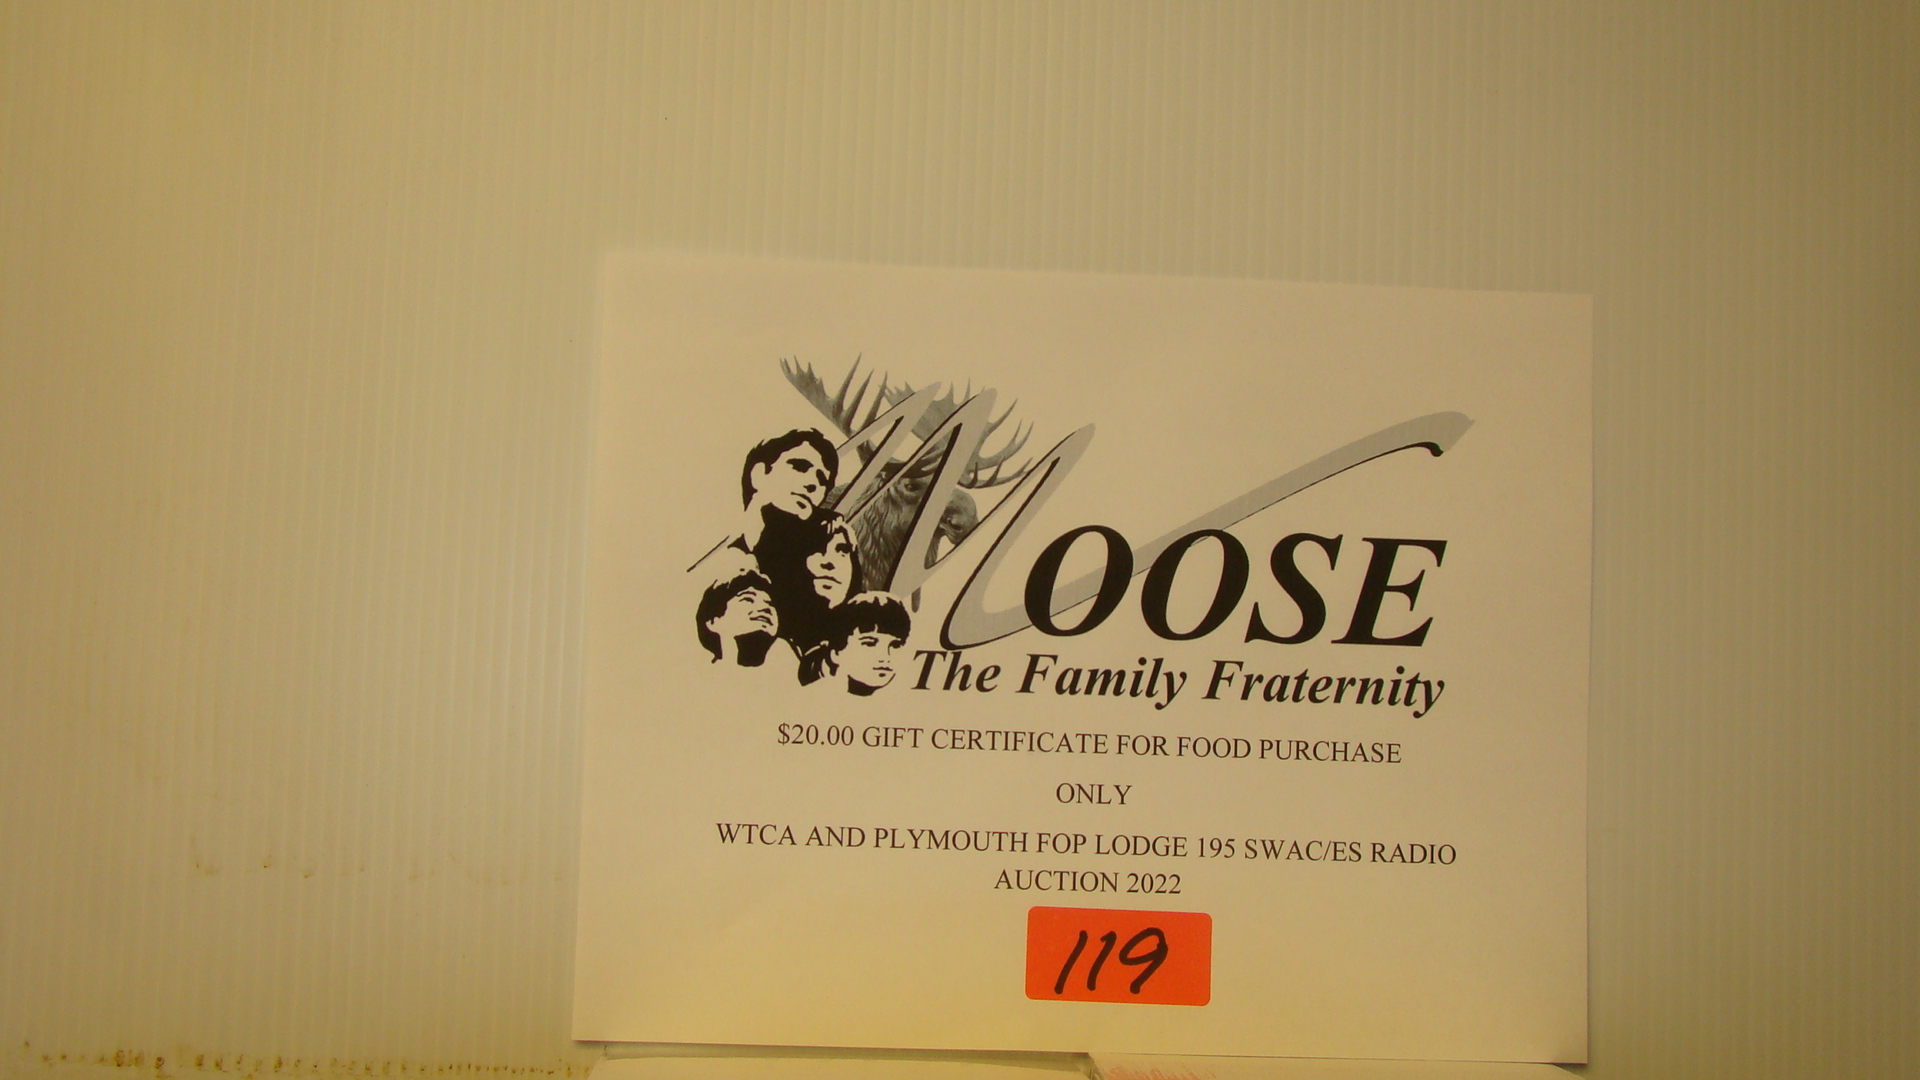 MOOSE
The Family Fraternity
$20.00 GIFT CERTIFICATE FOR FOOD PURCHASE
ONLY
WTCA AND PLYMOUTH FOP LODGE 195 SWAC/ES RADIO
AUCTION 2022
119